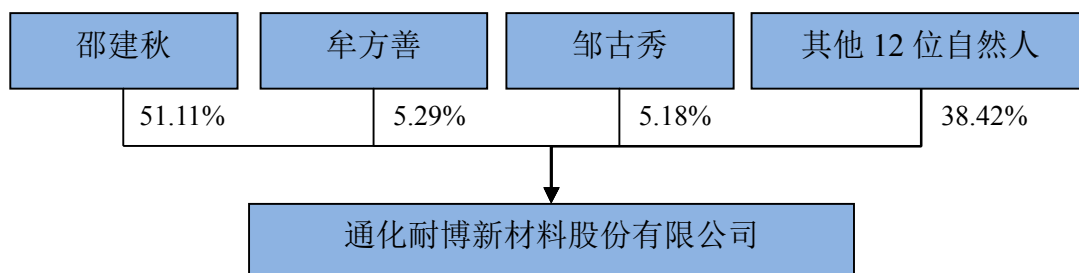 邵建秋
牟方善
邹古秀
其他 12 位自然人
51.11%
5.29%
5.18%
38.42%
通化耐博新材料股份有限公司